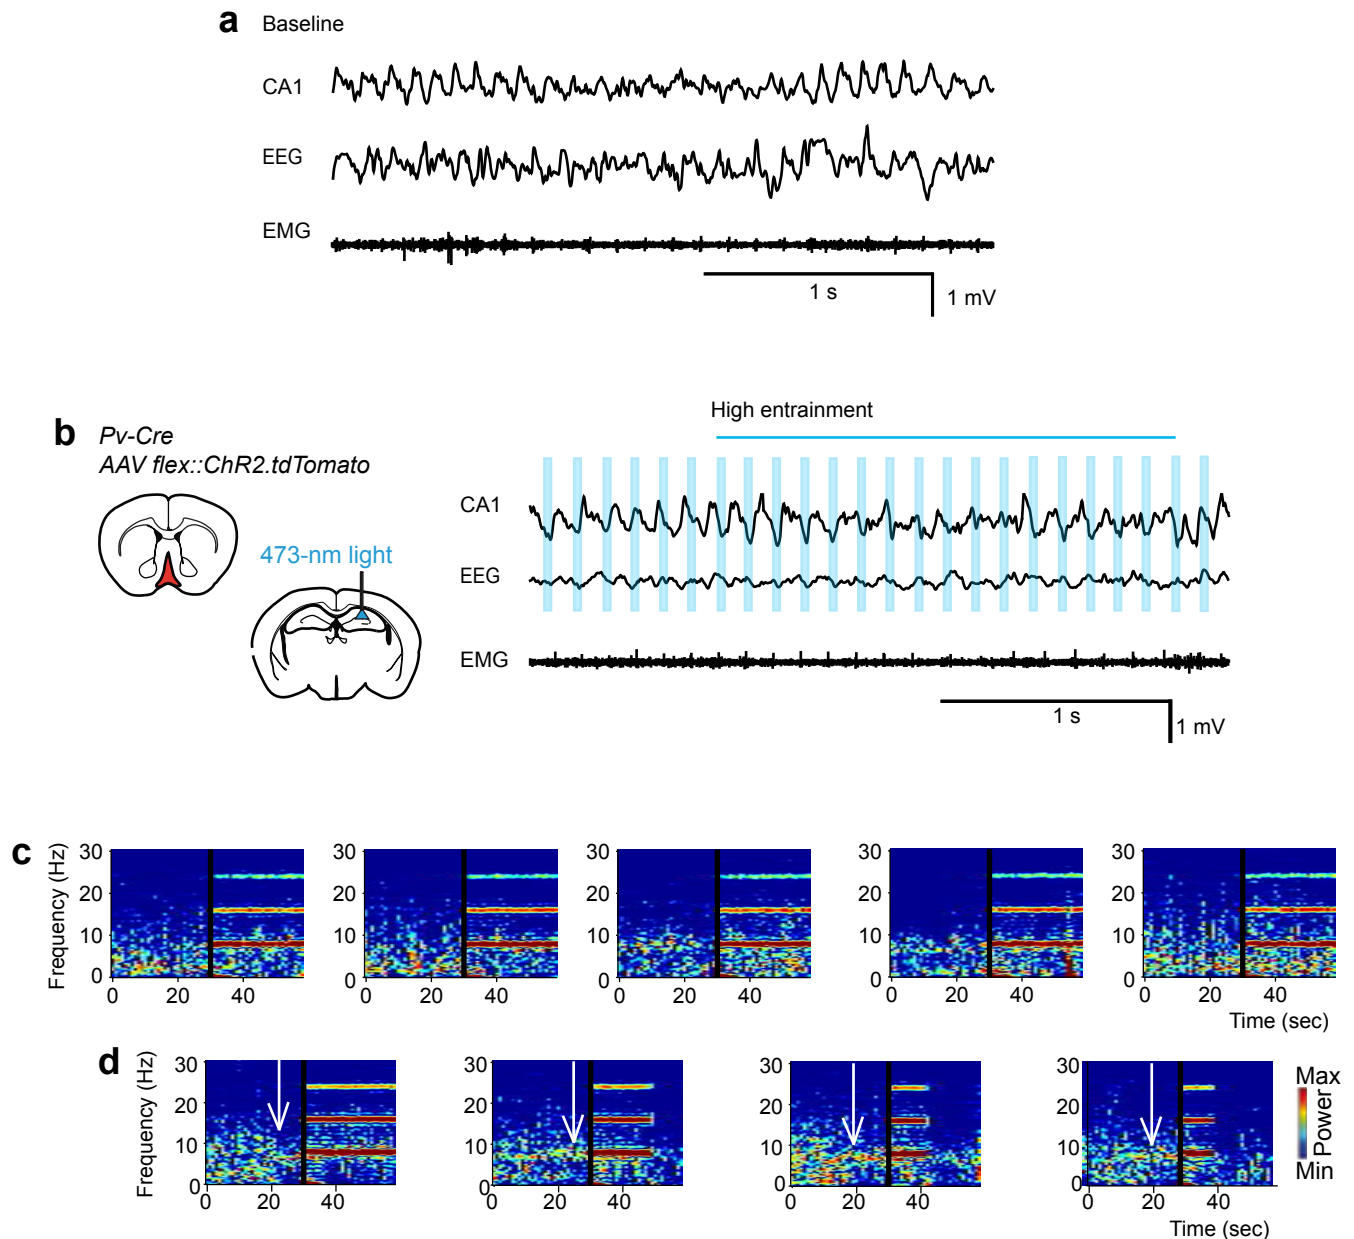 a Baseline
CA1
EEG
EMG
1 s
1 mV
High entrainment
b Pv-Cre
AAV flex::ChR2.tdTomato
473-nm light
CA1
EEG
EMG
1 s
1 mV
c
Frequency (Hz)
30 30 30 30 30
20 20 20 20 20
10 10 10 10 10
0 0 0 0 0
0 20 40 0 20 40 0 20 40 0 20 40 0 20 40
Time (sec)
d
Frequency (Hz)
30 30 30 30
20 20 20 20
10 10 10 10
0 0 0 0
0 20 40 0 20 40 0 20 40 0 20 40
Time (sec)
Max
Power
Min